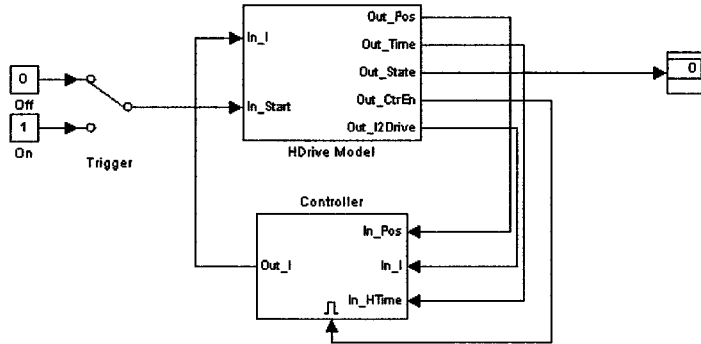 0
Off
1
On
Trigger
In_I
In_Start
Out_Pos
Out_Time
Out_State
Out_CtrEn
Out_I2Drive
HDrive Model
0
Controller
In_Pos
Out_I
In_I
In_HTime